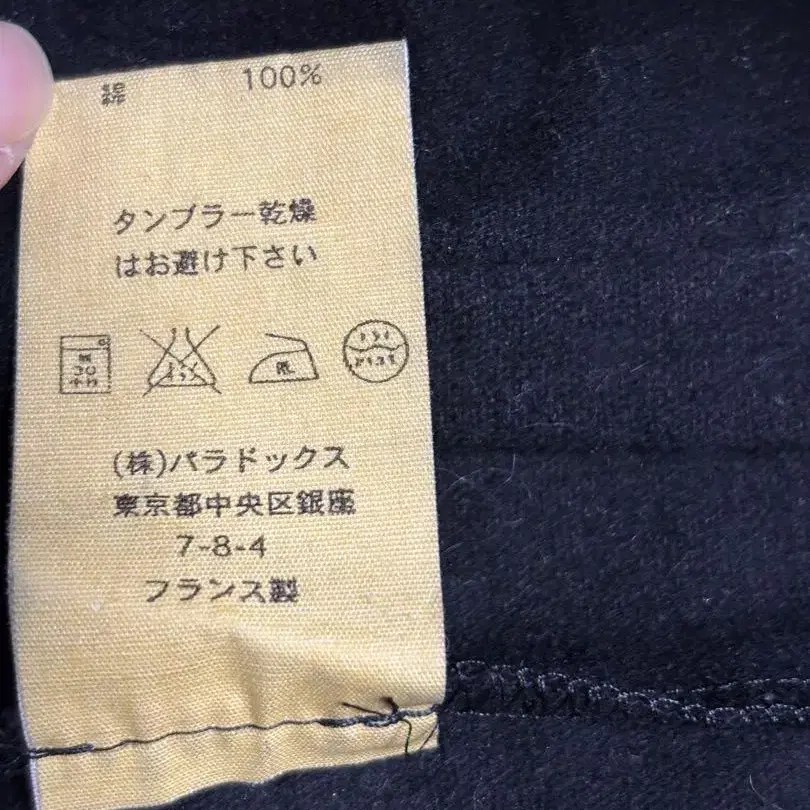 綿 100%
タンブラー乾燥
はお避け下さい
30
(株)パラドックス
東京都中央区銀座
7-8-4
フランス製